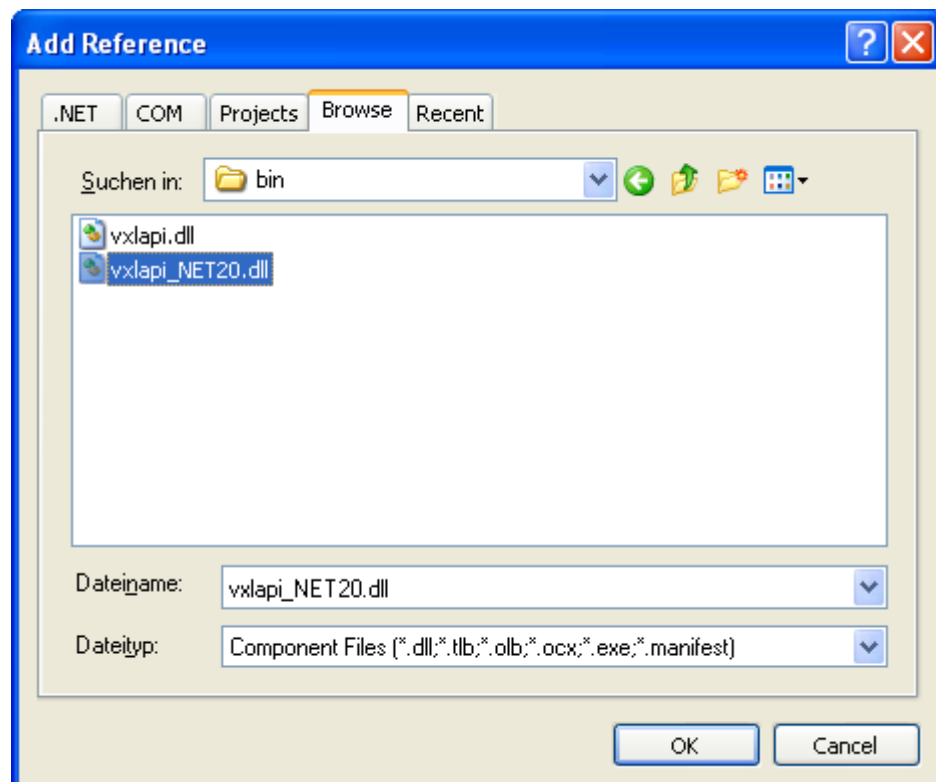 Add Reference
.NET COM Projects Browse Recent
Suchen in: bin
vxlapi.dll
vxlapi_NET20.dll
Dateiname: vxlapi_NET20.dll
Dateityp: Component Files (*.dll;*.tlb;*.olb;*.ocx;*.exe;*.manifest)
OK Cancel